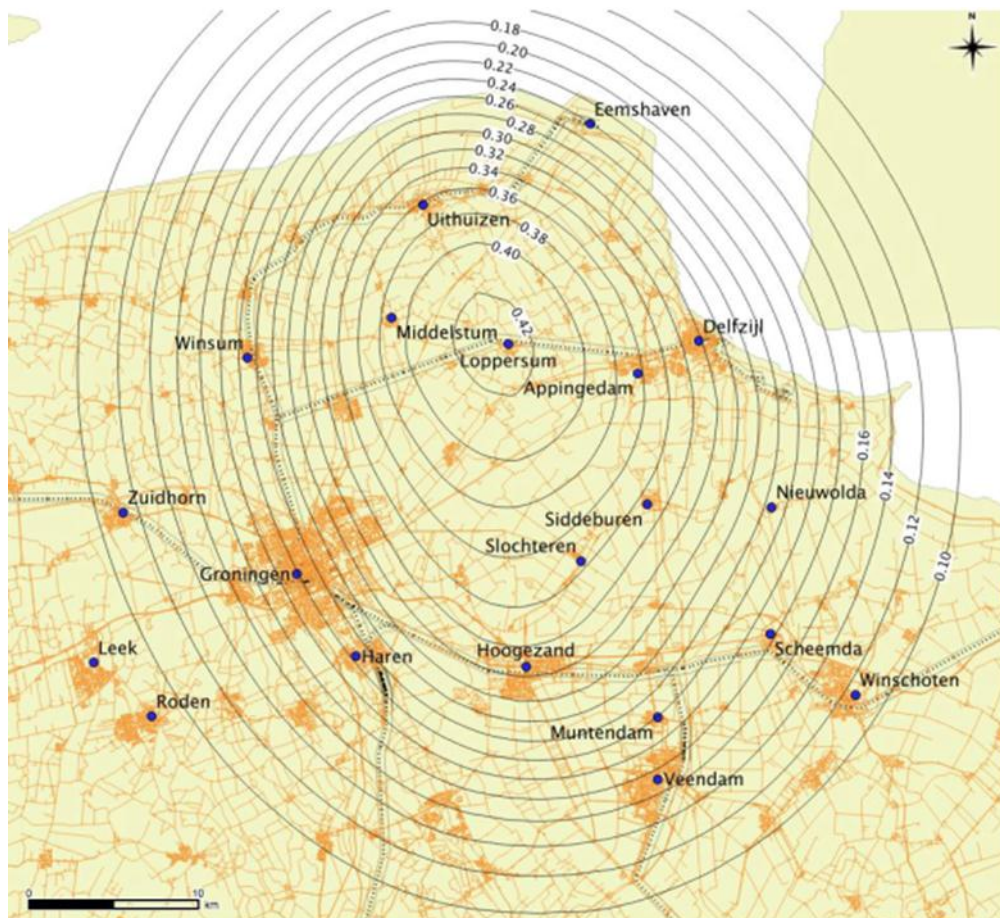 0.18
N
0.20
0.22
0.24
0.26
Eemshaven
0.28
0.30
0.32
0.34
0.36
Uithuizen
0.38
0.40
0.42
Delfzijl
Middelstum
Winsum
Loppersum
Appingedam
0.16
0.14
Zuidhorn
Nieuwolda
Siddeburen
0.12
Slochteren
0.10
Groningen
Leek
Hoogezand
Scheemda
Haren
Winschoten
Roden
Muntendam
Veendam
0
10
km